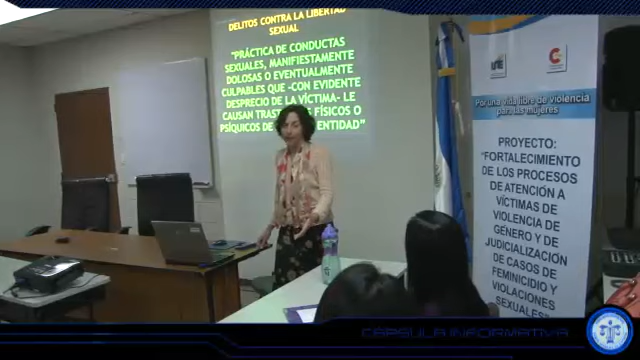 DELITOS CONTRA LA LIBERTAD
SEXUAL
"PRÁCTICA DE CONDUCTAS
SEXUALES, MANIFIESTAMENTE
DOLOSAS O EVENTUALMENTE
CULPABLES QUE -CON EVIDENTE
DESPRECIO DE LA VÍCTIMA- LE
CAUSAN FÍSICOS O
PSÍQUICOS DE ENTIDAD"
Por una vida libre de violencia
para las mujeres
PROYECTO:
"FORTALECIMIENTO
DE LOS PROCESOS
DE ATENCIÓN A
VÍCTIMAS DE
VIOLENCIA DE
GÉNERO Y DE
JUDICIALIZACIÓN
DE CASOS DE
FEMINICIDIO Y
VIOLACIONES
SEXUALES"
CÁPSULA INFORMATIVA